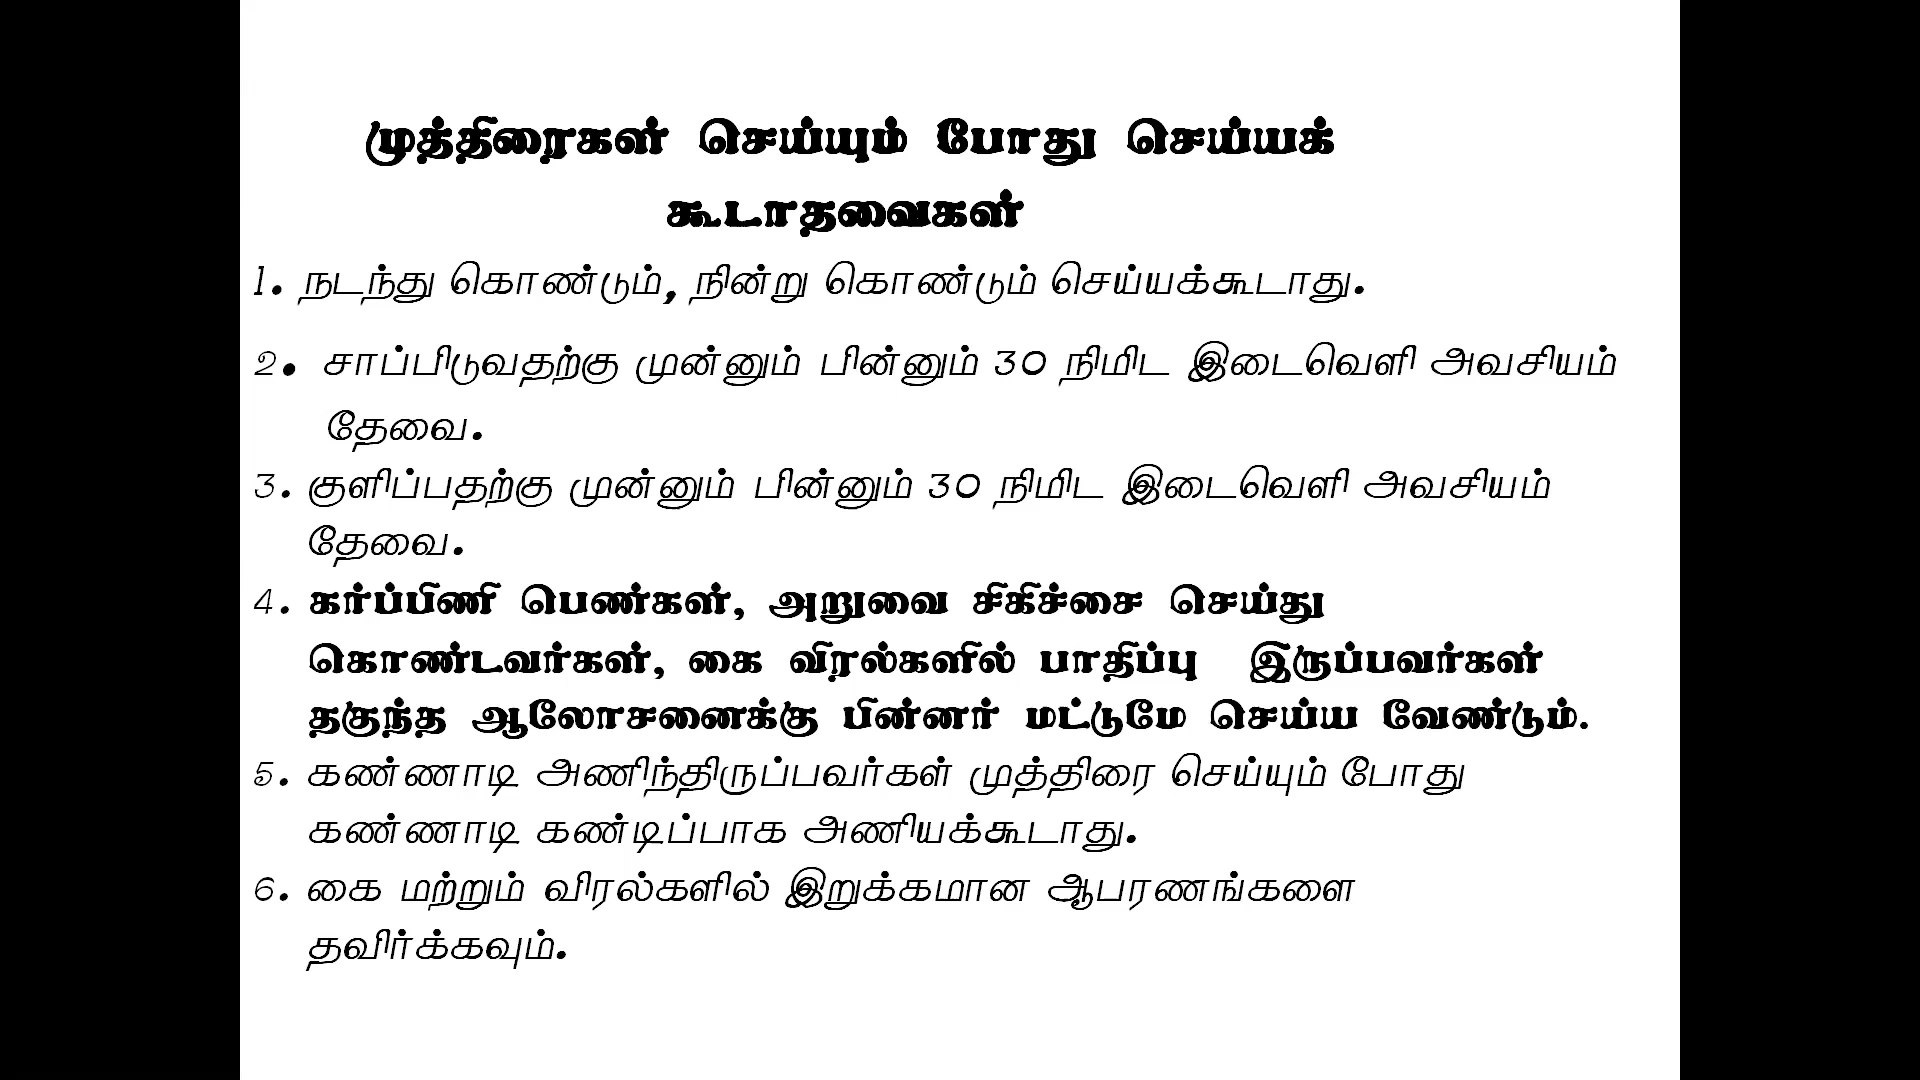 முத்திரைகள் செய்யும் போது செய்யக்
கூடாதவைகள்
1. நடந்து கொண்டும், நின்று கொண்டும் செய்யக்கூடாது.
2. சாப்பிடுவதற்கு முன்னும் பின்னும் 30 நிமிட இடைவெளி அவசியம்
தேவை.
3. குளிப்பதற்கு முன்னும் பின்னும் 30 நிமிட இடைவெளி அவசியம்
தேவை.
4. கர்ப்பிணி பெண்கள், அறுவை சிகிச்சை செய்து
கொண்டவர்கள், கை விரல்களில் பாதிப்பு இருப்பவர்கள்
தகுந்த ஆலோசனைக்கு பின்னர் மட்டுமே செய்ய வேண்டும்.
5. கண்ணாடி அணிந்திருப்பவர்கள் முத்திரை செய்யும் போது
கண்ணாடி கண்டிப்பாக அணியக்கூடாது.
6. கை மற்றும் விரல்களில் இறுக்கமான ஆபரணங்களை
தவிர்க்கவும்.